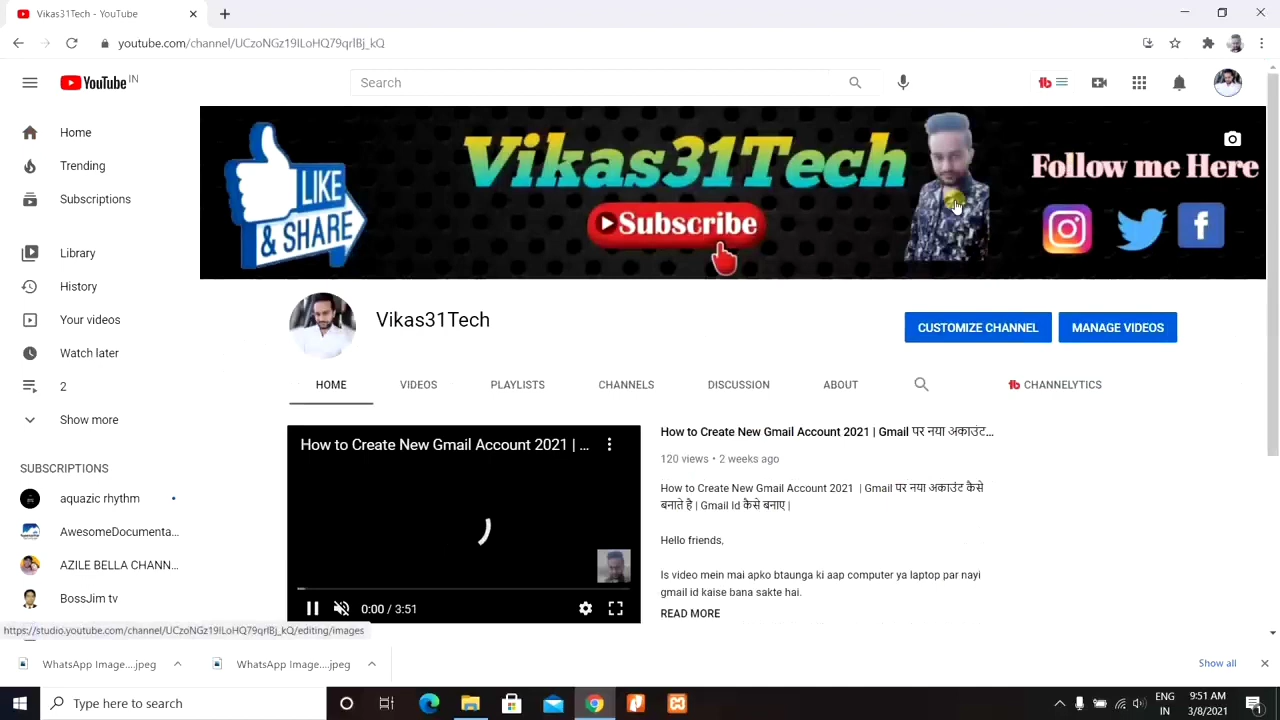 Vikas31Tech - YouTube
youtube.com/channel/UCzoNGz19ILoHQ79qrlBj_kQ
YouTube IN
Search
Home
Trending
Subscriptions
Library
History
Your videos
Watch later
2
Show more
SUBSCRIPTIONS
aquazic rhythm
AwesomeDocumenta...
AZILE BELLA CHANN...
BossJim tv
LIKE
& SHARE
Vikas31Tech
Subscribe
Follow me Here
Vikas31Tech
CUSTOMIZE CHANNEL
MANAGE VIDEOS
HOME VIDEOS PLAYLISTS CHANNELS DISCUSSION ABOUT tb CHANNELYTICS
How to Create New Gmail Account 2021 | ...
0:00 / 3:51
How to Create New Gmail Account 2021 | Gmail पर नया अकाउंट...
120 views • 2 weeks ago
How to Create New Gmail Account 2021 | Gmail पर नया अकाउंट कैसे
बनाते है | Gmail Id कैसे बनाए |
Hello friends,
Is video mein mai apko btaunga ki aap computer ya laptop par nayi
gmail id kaise bana sakte hai.
READ MORE
https://studio.youtube.com/channel/UCzoNGz19ILoHQ79qrlBj_kQ/editing/images
WhatsApp Image....jpeg
WhatsApp Image....jpeg
Show all
Type here to search
ENG
IN
9:51 AM
3/8/2021
1